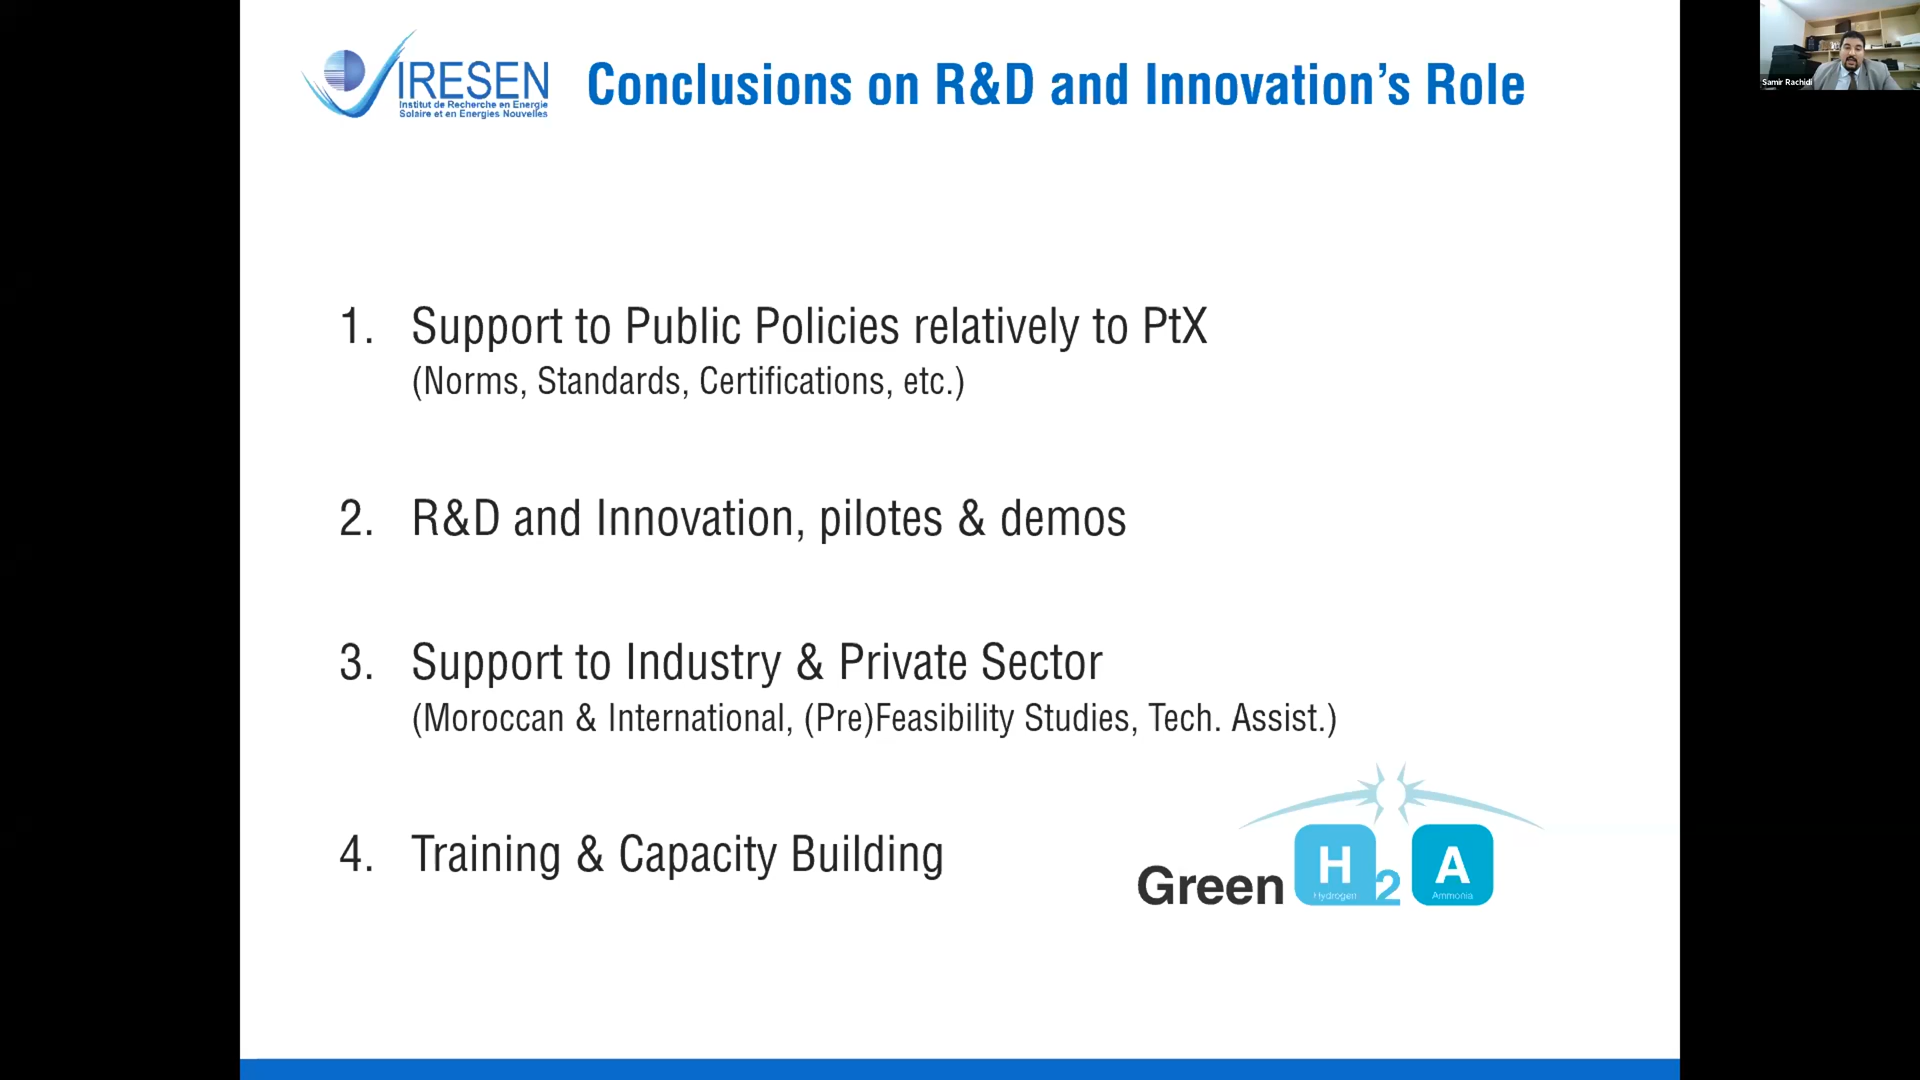 IRESEN
Institut de Recherche en Energie
Solaire et en Energies Nouvelles
Conclusions on R&D and Innovation’s Role
Samir Rachidi
1. Support to Public Policies relatively to PtX
(Norms, Standards, Certifications, etc.)
2. R&D and Innovation, pilotes & demos
3. Support to Industry & Private Sector
(Moroccan & International, (Pre)Feasibility Studies, Tech. Assist.)
4. Training & Capacity Building
Green H2A
Hydrogen Ammonia